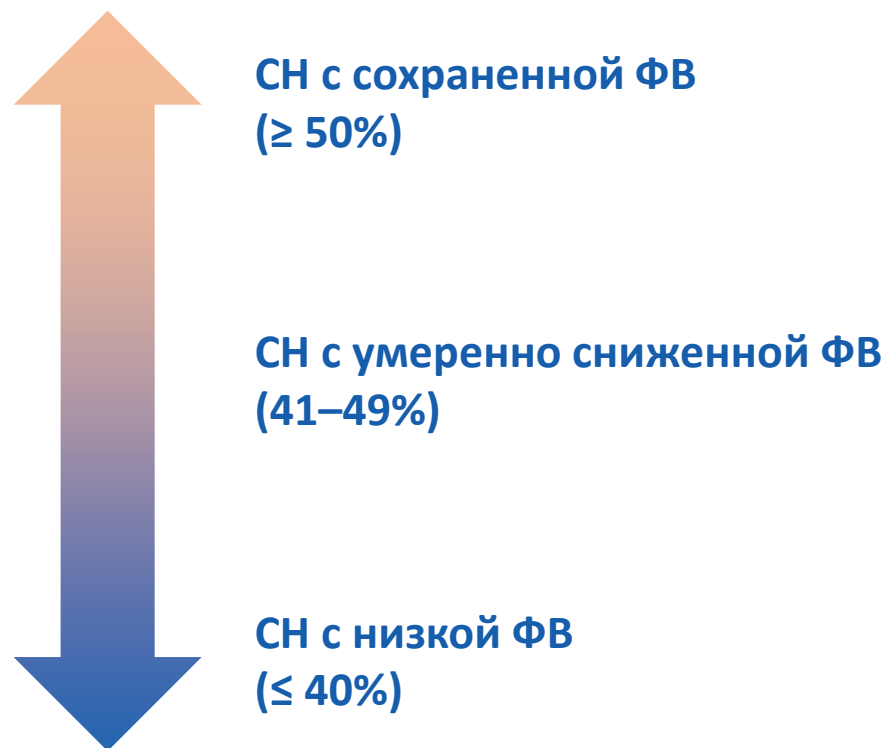 СН с сохраненной ФВ
(≥ 50%)
СН с умеренно сниженной ФВ
(41–49%)
СН с низкой ФВ
(≤ 40%)